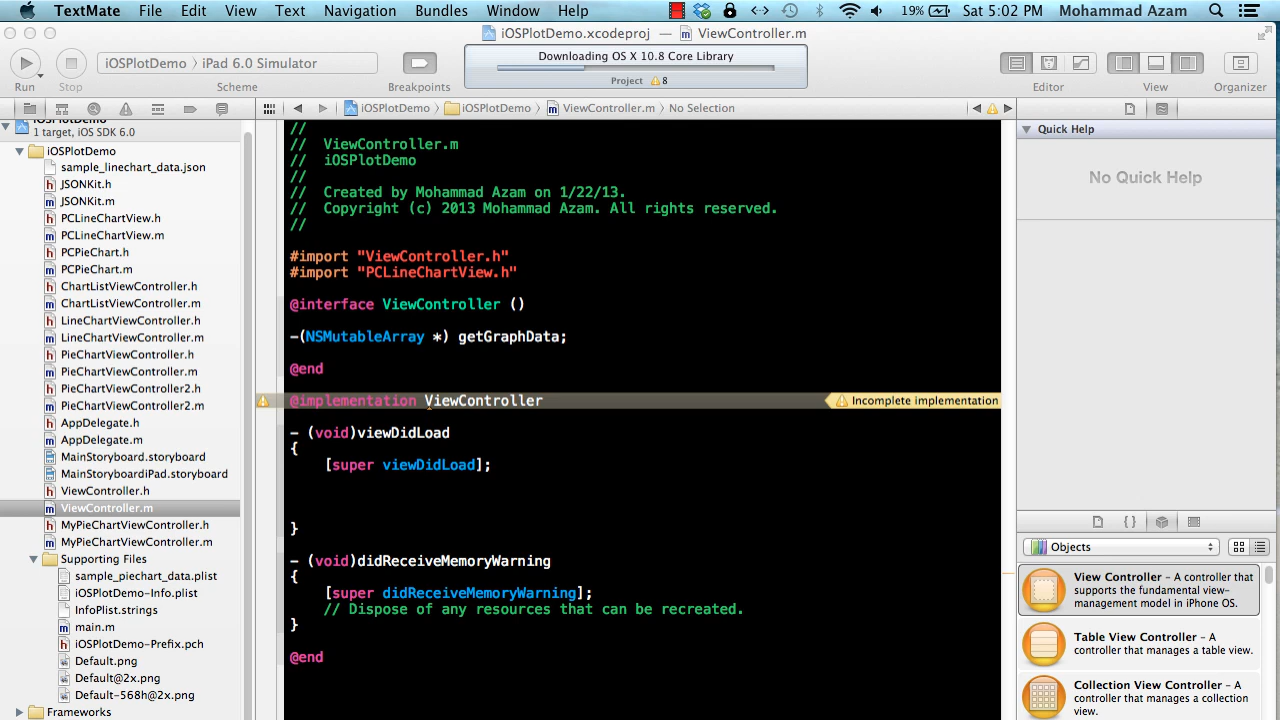 TextMate File Edit View Text Navigation Bundles Window Help 19% Sat 5:02 PM Mohammad Azam
iOSPlotDemo.xcodeproj — ViewController.m
Run Stop iOSPlotDemo iPad 6.0 Simulator
Scheme Breakpoints
Downloading OS X 10.8 Core Library
Project 8
Editor View Organizer
iOSPlotDemo iOSPlotDemo ViewController.m No Selection
iOSPlotDemo
1 target, iOS SDK 6.0
iOSPlotDemo
sample_linechart_data.json
JSONKit.h
JSONKit.m
PCLineChartView.h
PCLineChartView.m
PCPieChart.h
PCPieChart.m
ChartListViewController.h
ChartListViewController.m
LineChartViewController.h
LineChartViewController.m
PieChartViewController.h
PieChartViewController.m
PieChartViewController2.h
PieChartViewController2.m
AppDelegate.h
AppDelegate.m
MainStoryboard.storyboard
MainStoryboardiPad.storyboard
ViewController.h
ViewController.m
MyPieChartViewController.h
MyPieChartViewController.m
Supporting Files
sample_piechart_data.plist
iOSPlotDemo-Info.plist
InfoPlist.strings
main.m
iOSPlotDemo-Prefix.pch
Default.png
Default@2x.png
Default-568h@2x.png
Frameworks
//
// ViewController.m
// iOSPlotDemo
//
// Created by Mohammad Azam on 1/22/13.
// Copyright (c) 2013 Mohammad Azam. All rights reserved.
//
#import "ViewController.h"
#import "PCLineChartView.h"
@interface ViewController ()
-(NSMutableArray *) getGraphData;
@end
@implementation ViewController
Incomplete implementation
- (void)viewDidLoad
{
[super viewDidLoad];
}
- (void)didReceiveMemoryWarning
{
[super didReceiveMemoryWarning];
// Dispose of any resources that can be recreated.
}
@end
Quick Help
No Quick Help
{ }
Objects
View Controller - A controller that
supports the fundamental view-
management model in iPhone OS.
Table View Controller - A
controller that manages a table view.
Collection View Controller - A
controller that manages a collection
view.